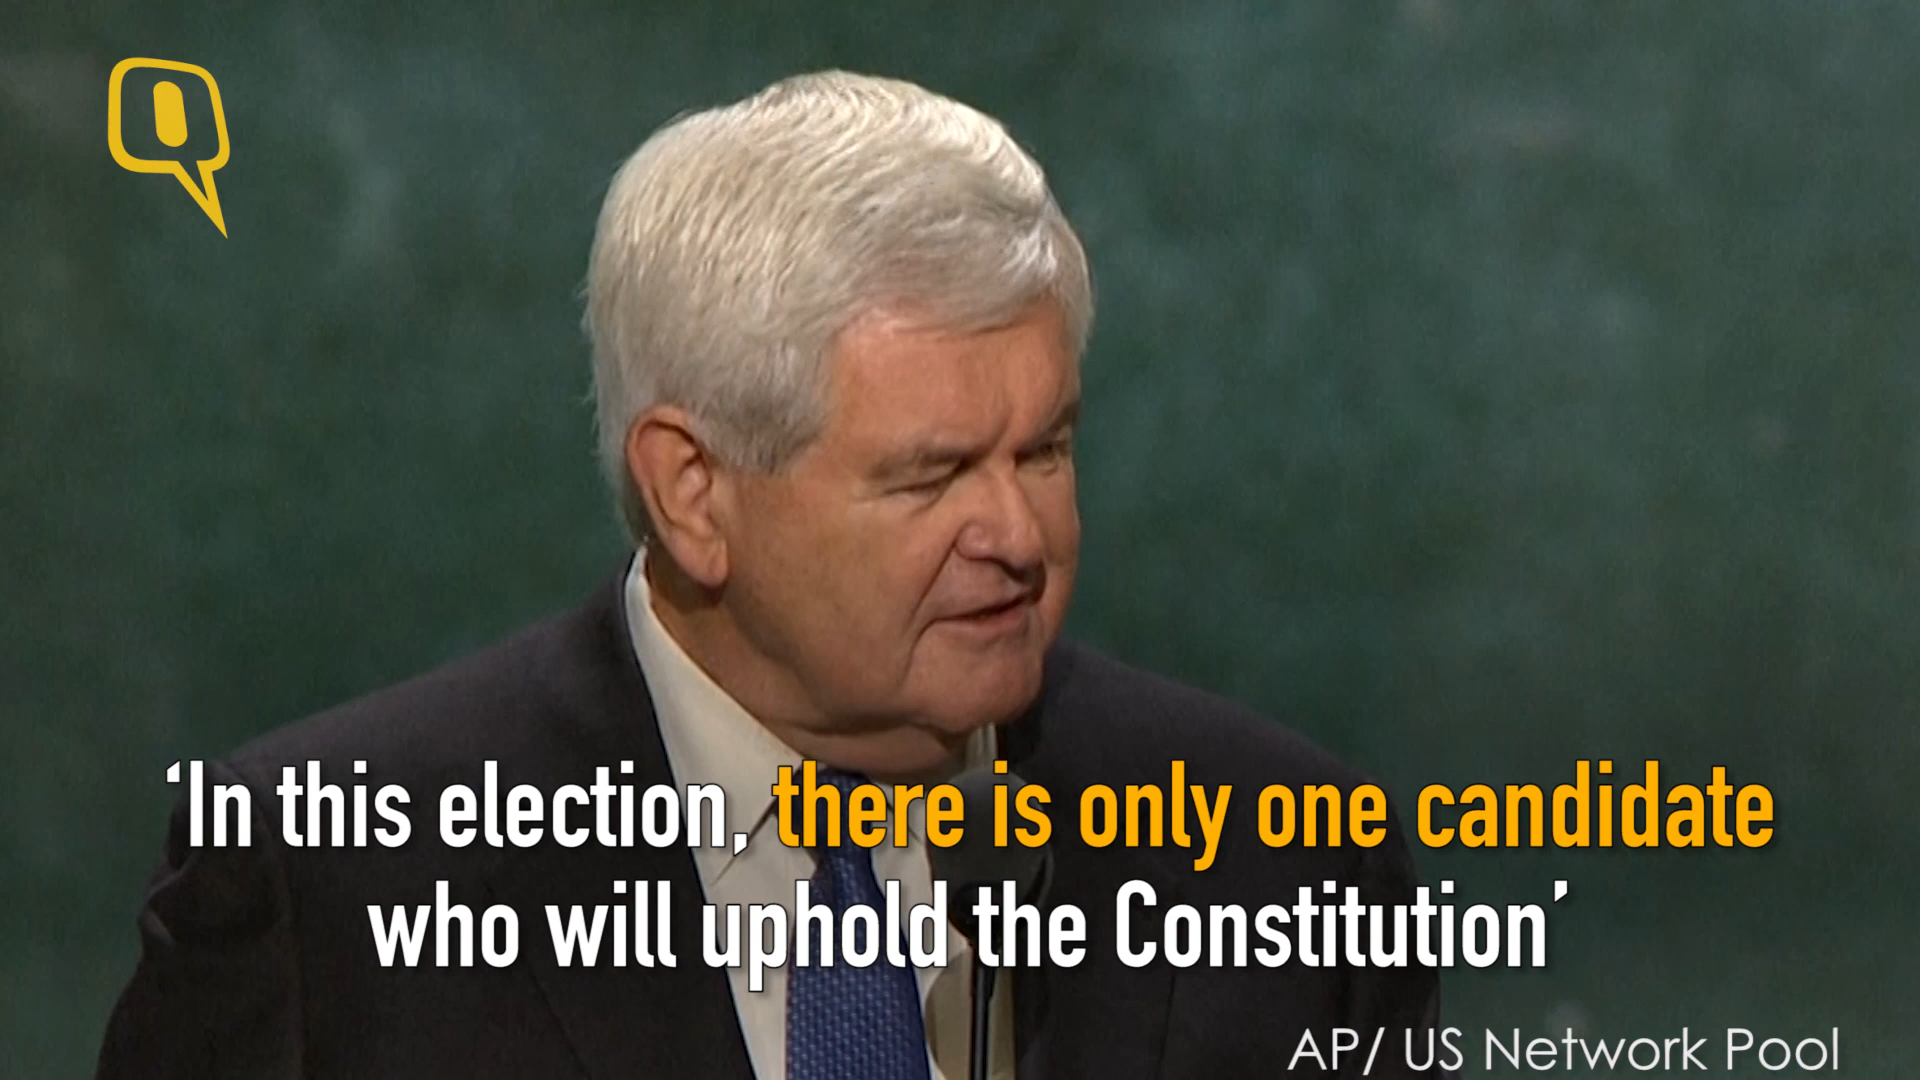 ‘In this election, there is only one candidate
who will uphold the Constitution’
AP/ US Network Pool